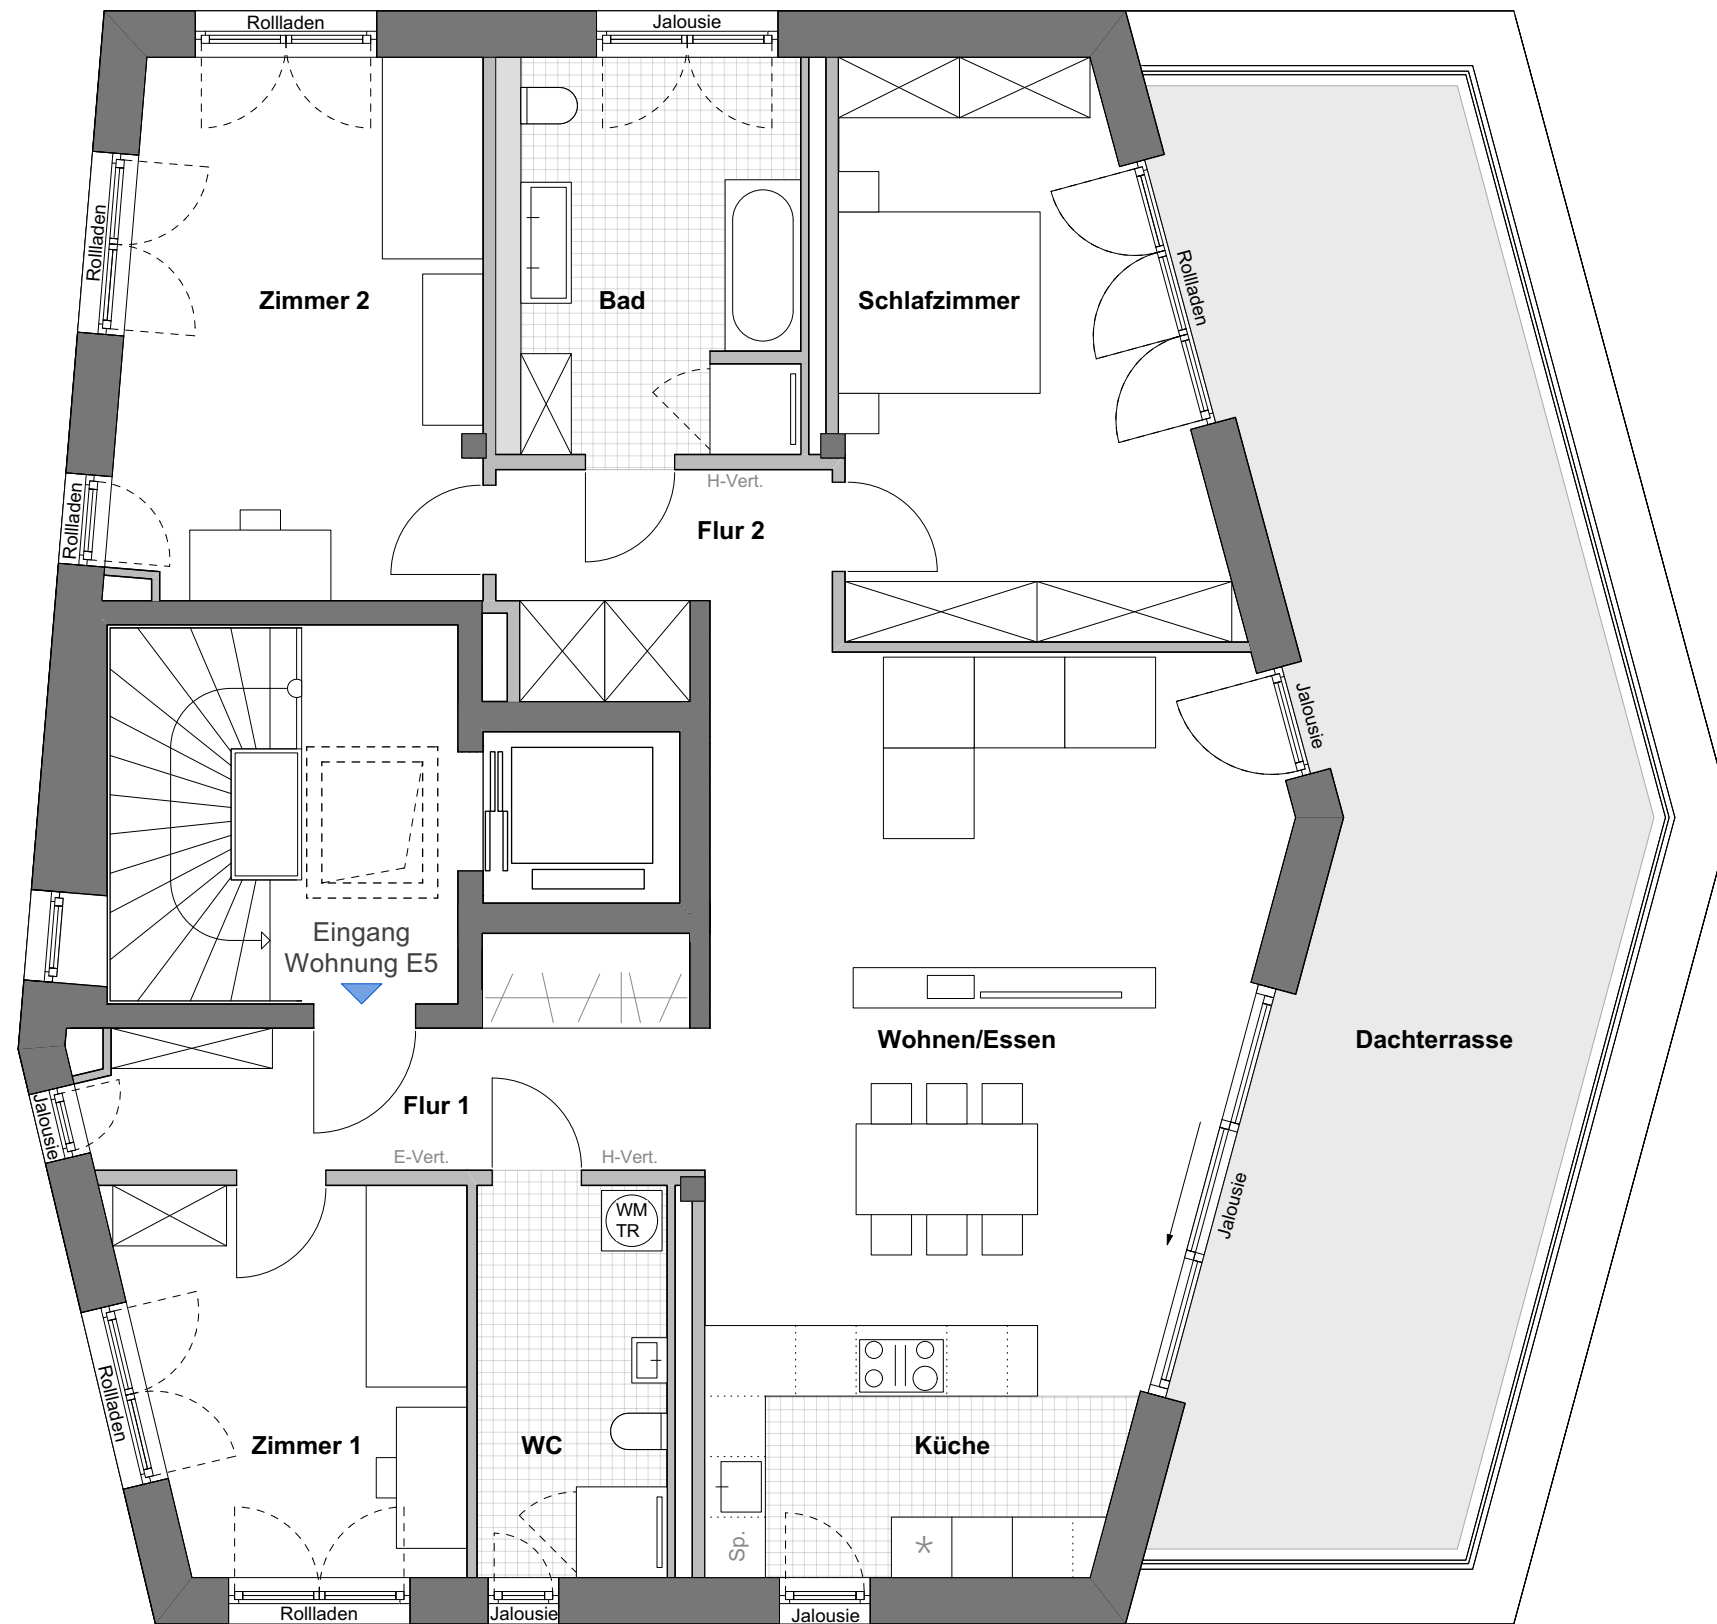 Rollladen
Jalousie
Rollladen
Zimmer 2
Bad
Schlafzimmer
Rollladen
Rollladen
H-Vert.
Flur 2
Jalousie
Eingang
Wohnung E5
Wohnen/Essen
Dachterrasse
Jalousie
Flur 1
E-Vert.
H-Vert.
WM
TR
Jalousie
Rollladen
Zimmer 1
WC
Küche
Sp.
*
Rollladen
Jalousie
Jalousie